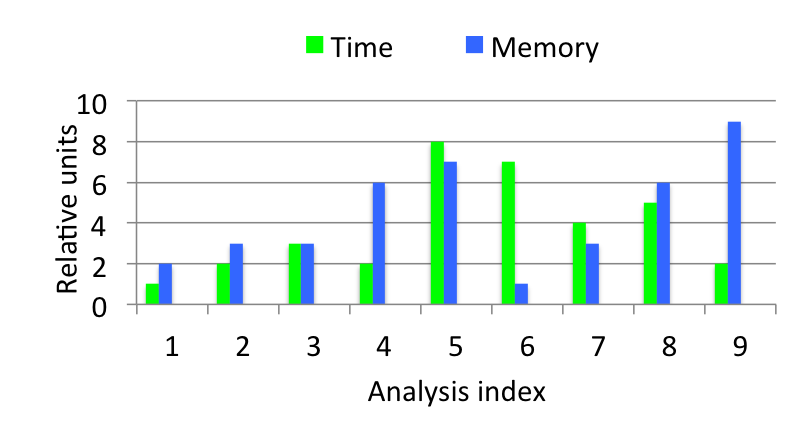 Time Memory
Relative units
10
8
6
4
2
0
1 2 3 4 5 6 7 8 9
Analysis index